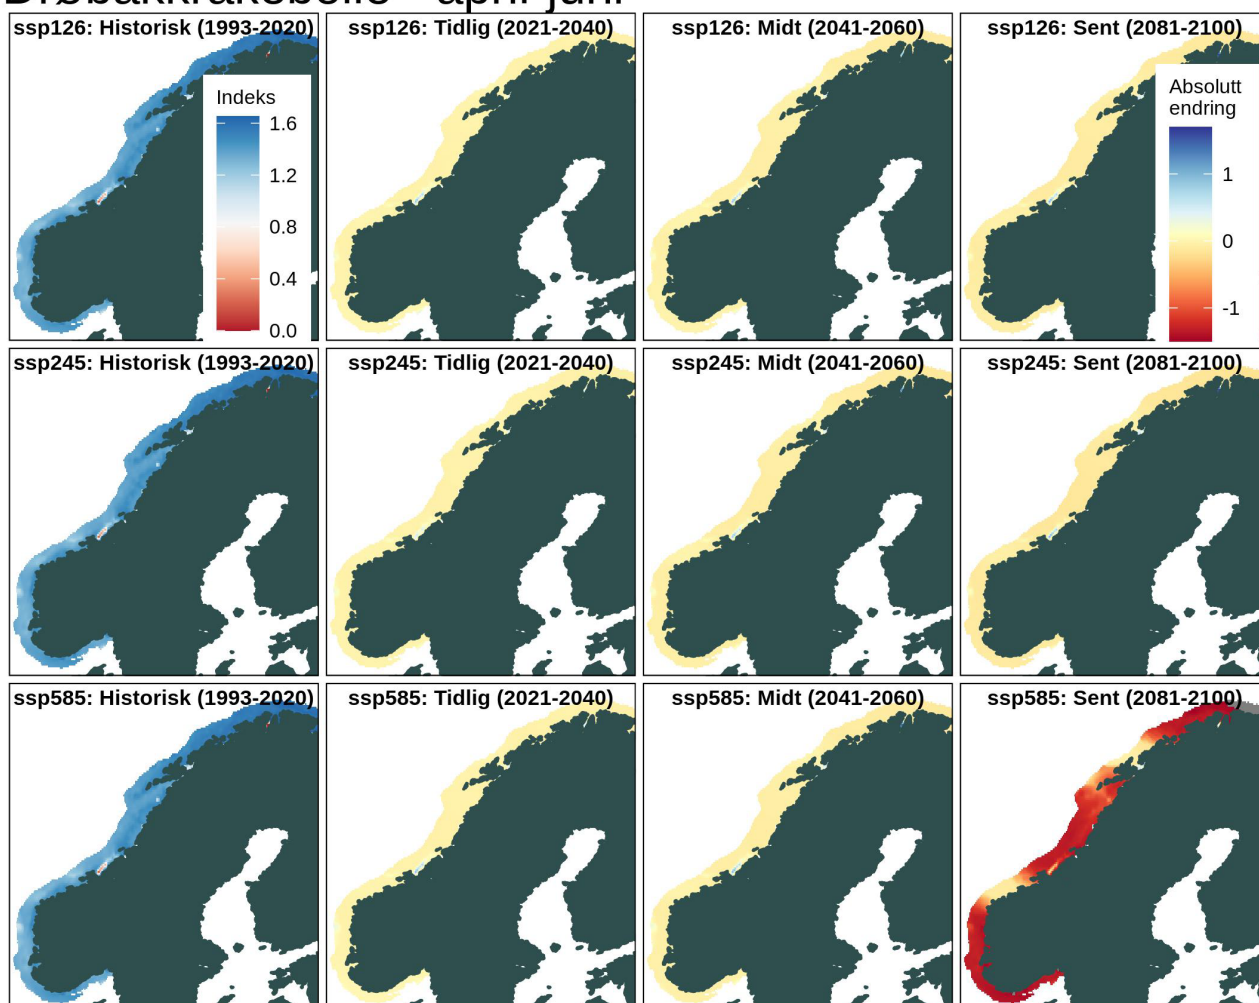 ssp126: Historisk (1993-2020)
ssp126: Tidlig (2021-2040)
ssp126: Midt (2041-2060)
ssp126: Sent (2081-2100)
Indeks
1.6
1.2
0.8
0.4
0.0
Absolutt
endring
1
0
-1
ssp245: Historisk (1993-2020)
ssp245: Tidlig (2021-2040)
ssp245: Midt (2041-2060)
ssp245: Sent (2081-2100)
ssp585: Historisk (1993-2020)
ssp585: Tidlig (2021-2040)
ssp585: Midt (2041-2060)
ssp585: Sent (2081-2100)